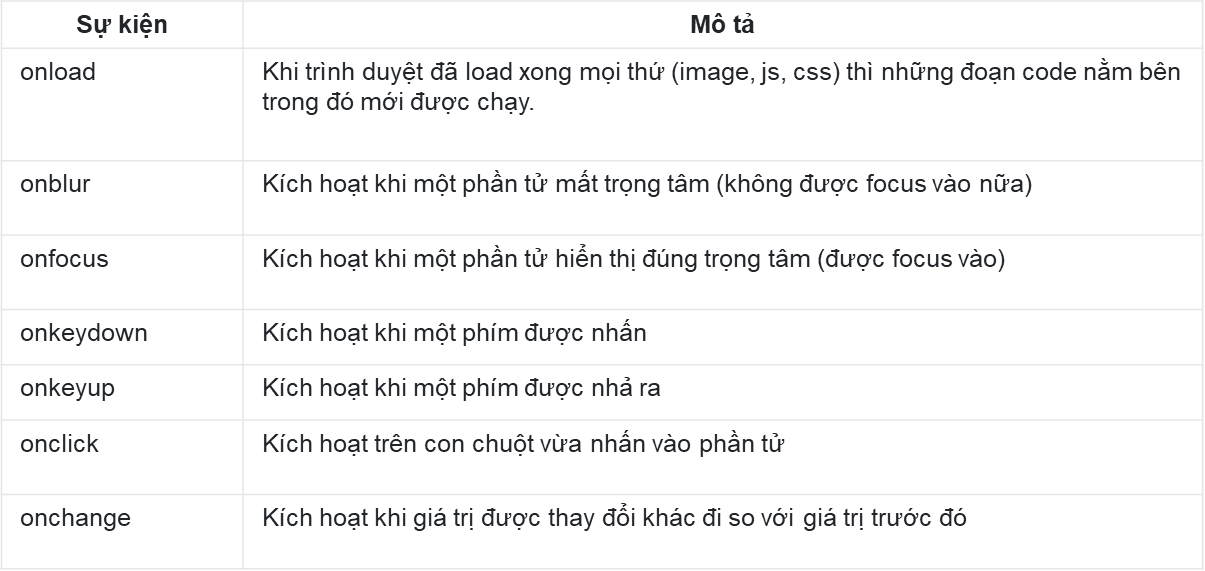 Sự kiện
Mô tả
onload
Khi trình duyệt đã load xong mọi thứ (image, js, css) thì những đoạn code nằm bên
trong đó mới được chạy.
onblur
Kích hoạt khi một phần tử mất trọng tâm (không được focus vào nữa)
onfocus
Kích hoạt khi một phần tử hiển thị đúng trọng tâm (được focus vào)
onkeydown
Kích hoạt khi một phím được nhấn
onkeyup
Kích hoạt khi một phím được nhả ra
onclick
Kích hoạt trên con chuột vừa nhấn vào phần tử
onchange
Kích hoạt khi giá trị được thay đổi khác đi so với giá trị trước đó